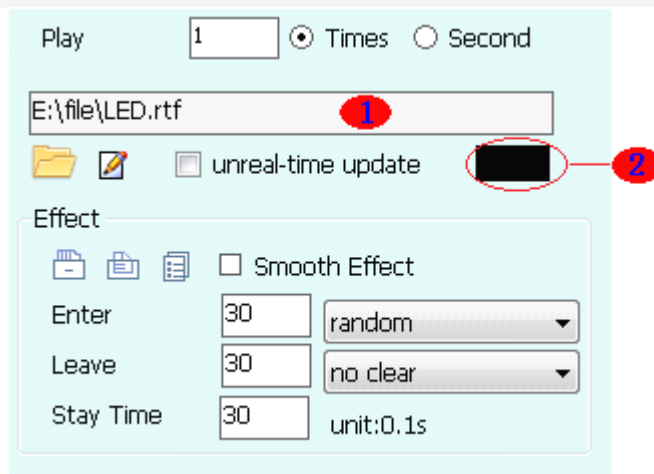 Play 1 Times Second
E:\file\LED.rtf 1
unreal-time update 2
Effect
Smooth Effect
Enter 30 random
Leave 30 no clear
Stay Time 30 unit:0.1s